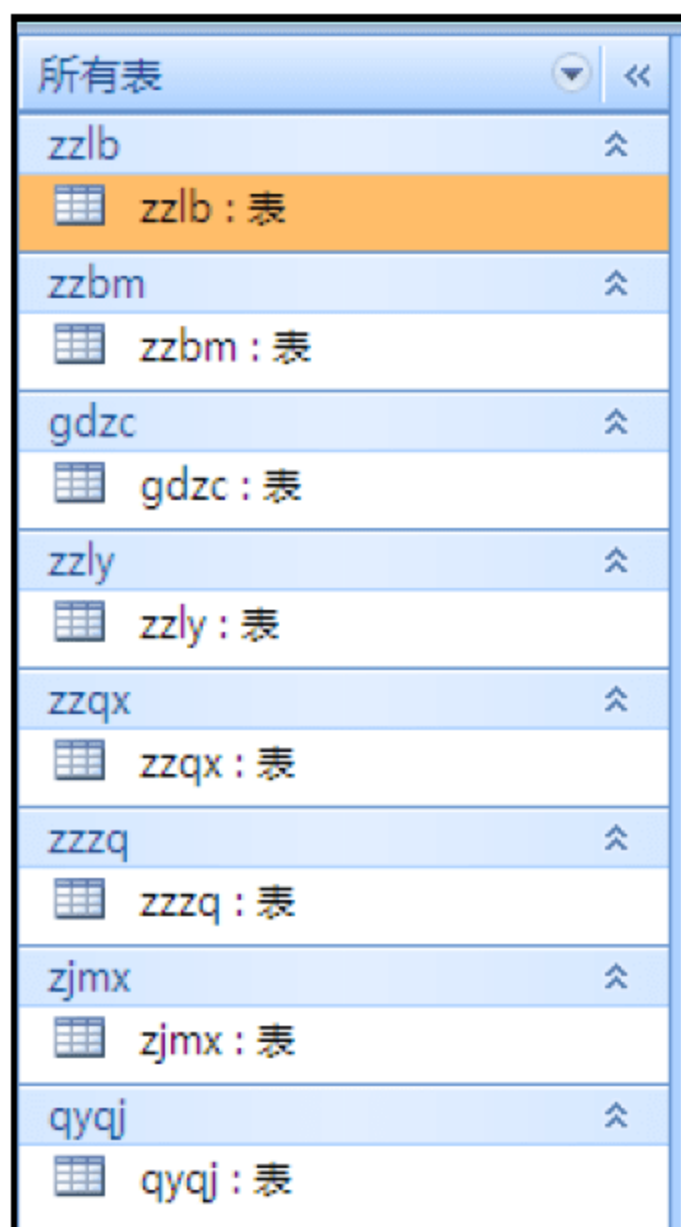 所有表
zzlb
zzlb : 表
zzbm
zzbm : 表
gdzc
gdzc : 表
zzly
zzly : 表
zzqx
zzqx : 表
zzzq
zzzq : 表
zjmx
zjmx : 表
qyqj
qyqj : 表